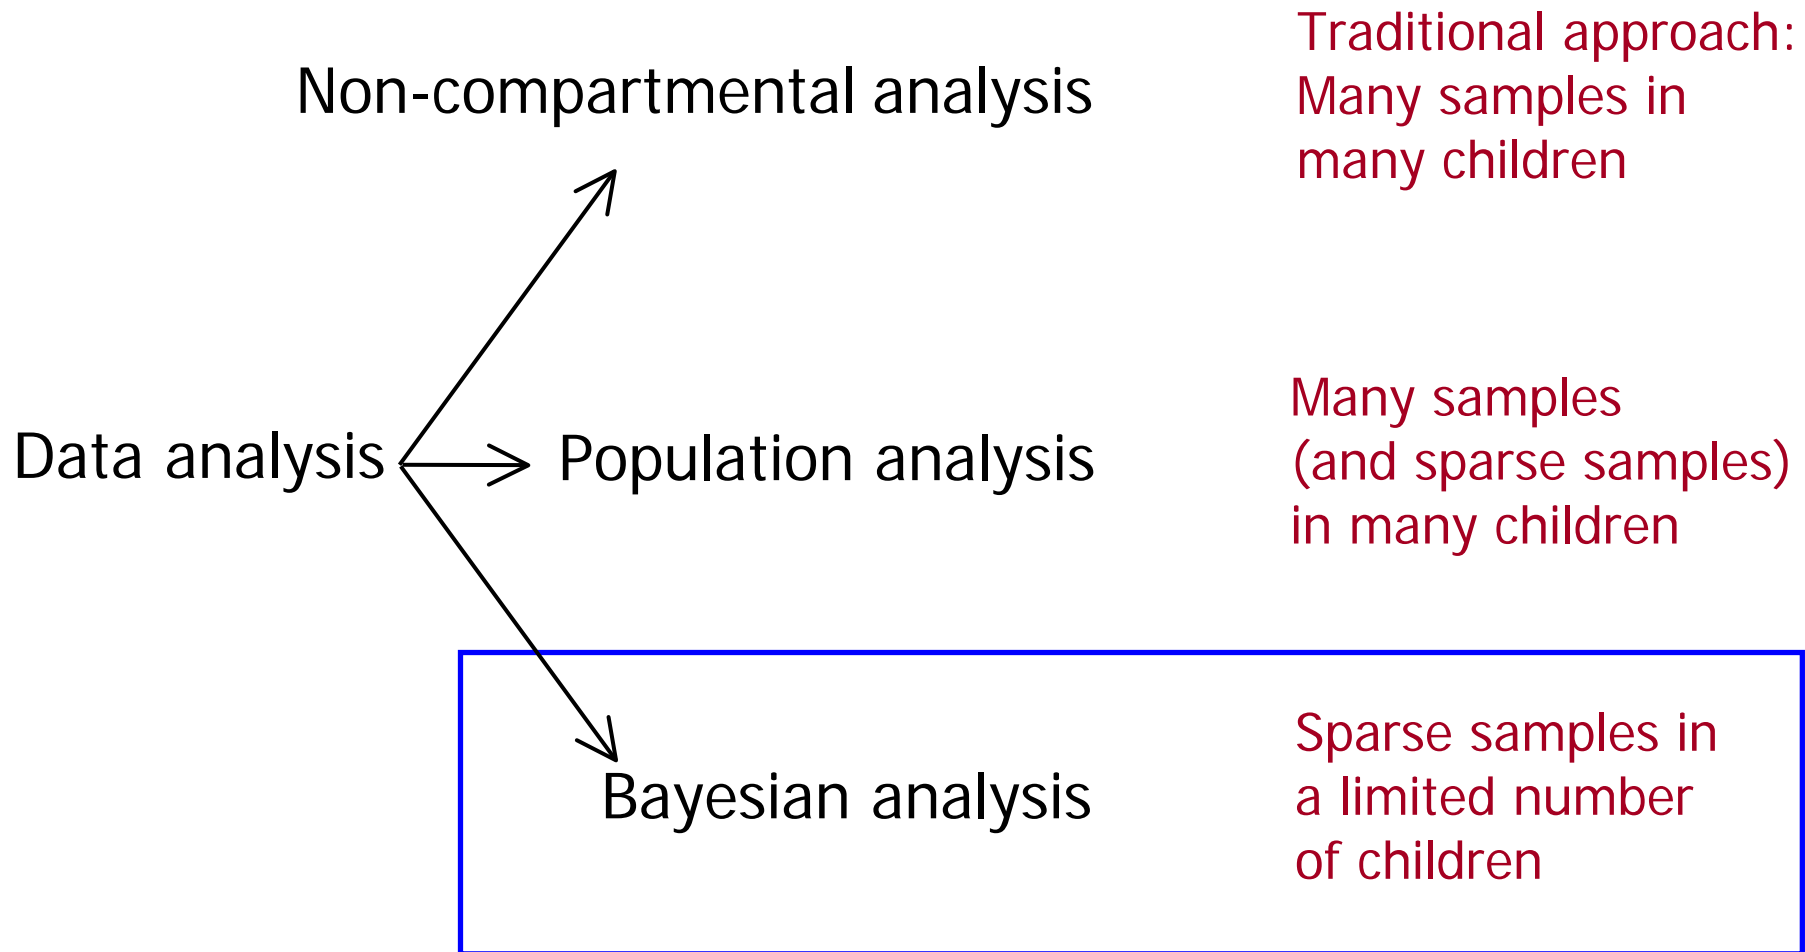 Non-compartmental analysis
Traditional approach:
Many samples in
many children
Data analysis
Population analysis
Many samples
(and sparse samples)
in many children
Bayesian analysis
Sparse samples in
a limited number
of children